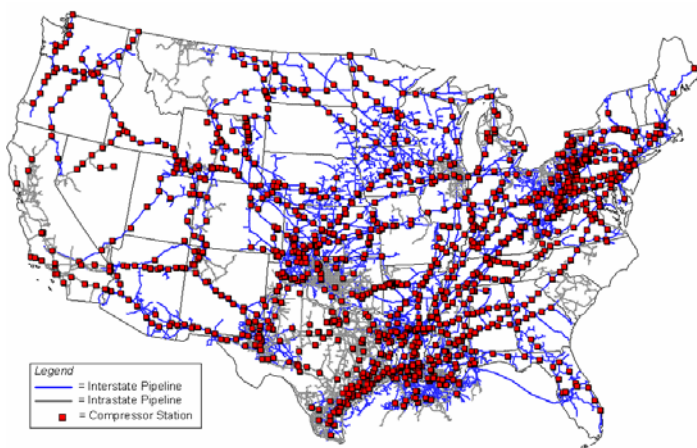 Legend
= Interstate Pipeline
= Intrastate Pipeline
= Compressor Station